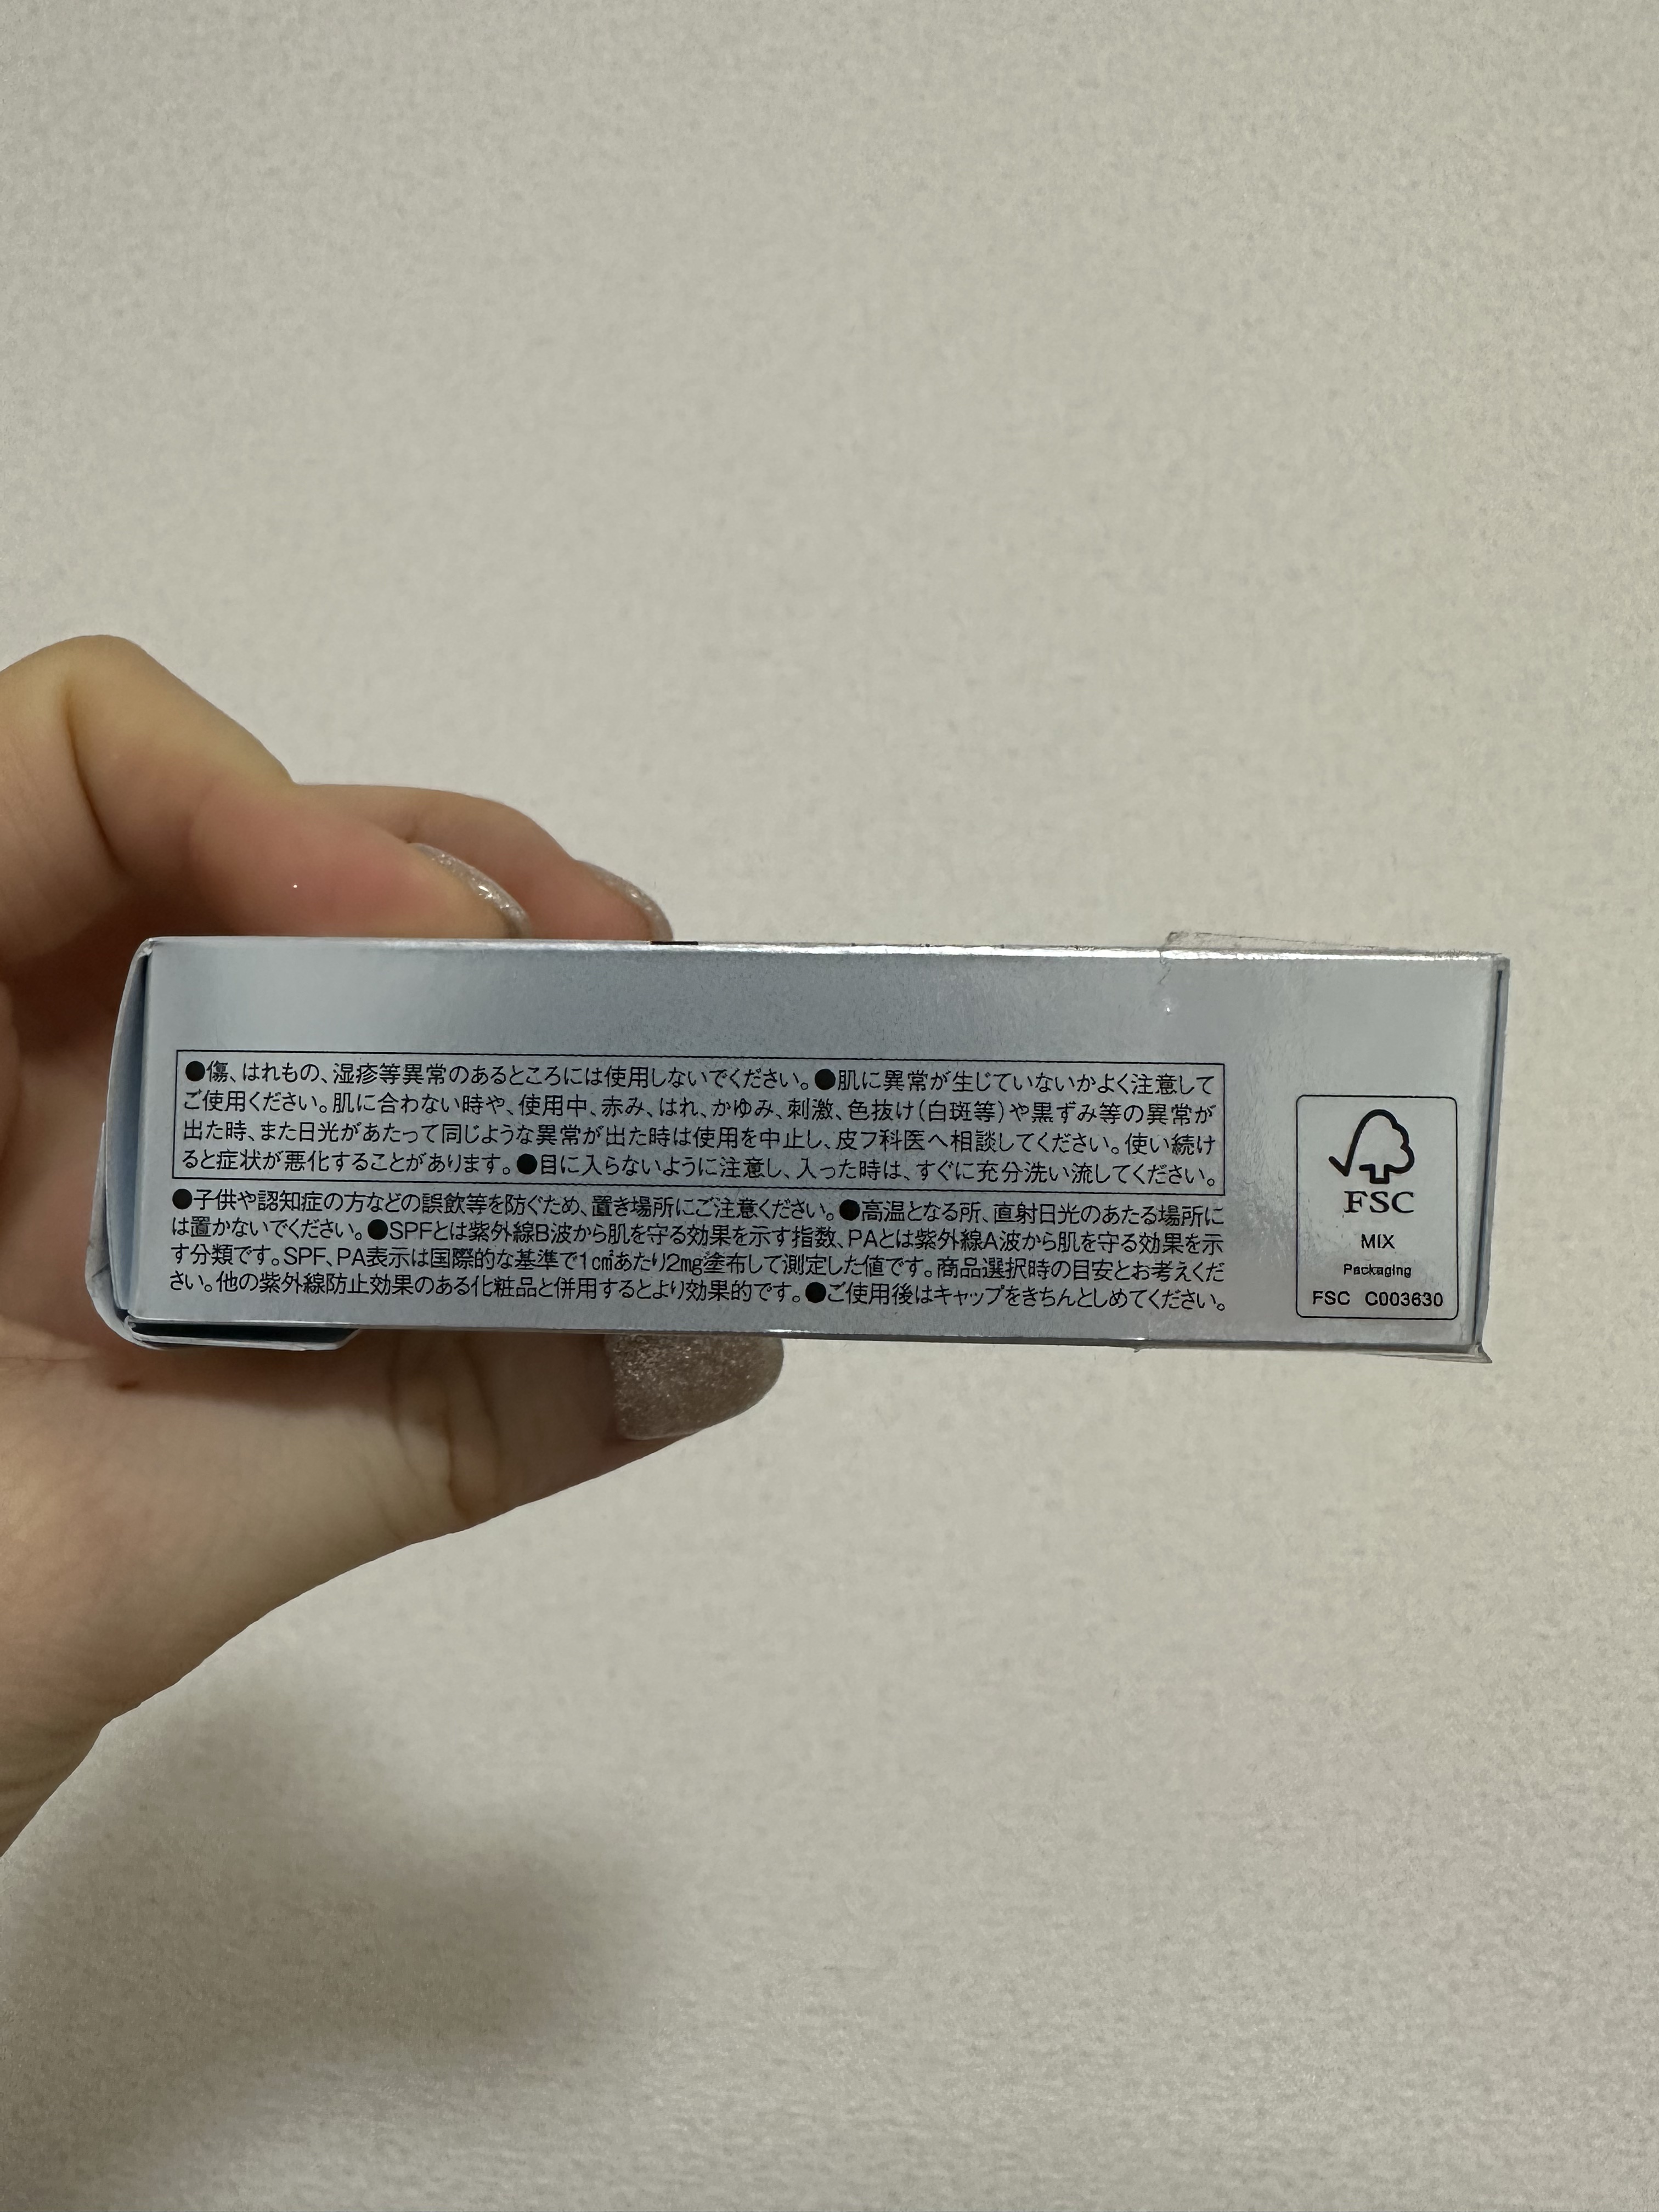 ●傷、はれもの、湿疹等異常のあるところには使用しないでください。●肌に異常が生じていないかよく注意して
ご使用ください。肌に合わない時や、使用中、赤み、はれ、かゆみ、刺激、色抜け(白斑等)や黒ずみ等の異常が
出た時、また日光があたって同じような異常が出た時は使用を中止し、皮フ科医へ相談してください。使い続け
ると症状が悪化することがあります。●目に入らないように注意し、入った時は、すぐに充分洗い流してください。
●子供や認知症の方などの誤飲等を防ぐため、置き場所にご注意ください。●高温となる所、直射日光のあたる場所に
は置かないでください。●SPFとは紫外線B波から肌を守る効果を示す指数、PAとは紫外線A波から肌を守る効果を示
す分類です。SPF、PA表示は国際的な基準で1c㎡あたり2mg塗布して測定した値です。商品選択時の目安とお考えくだ
さい。他の紫外線防止効果のある化粧品と併用するとより効果的です。●ご使用後はキャップをきちんとしめてください。
FSC
MIX
Packaging
FSC C003630